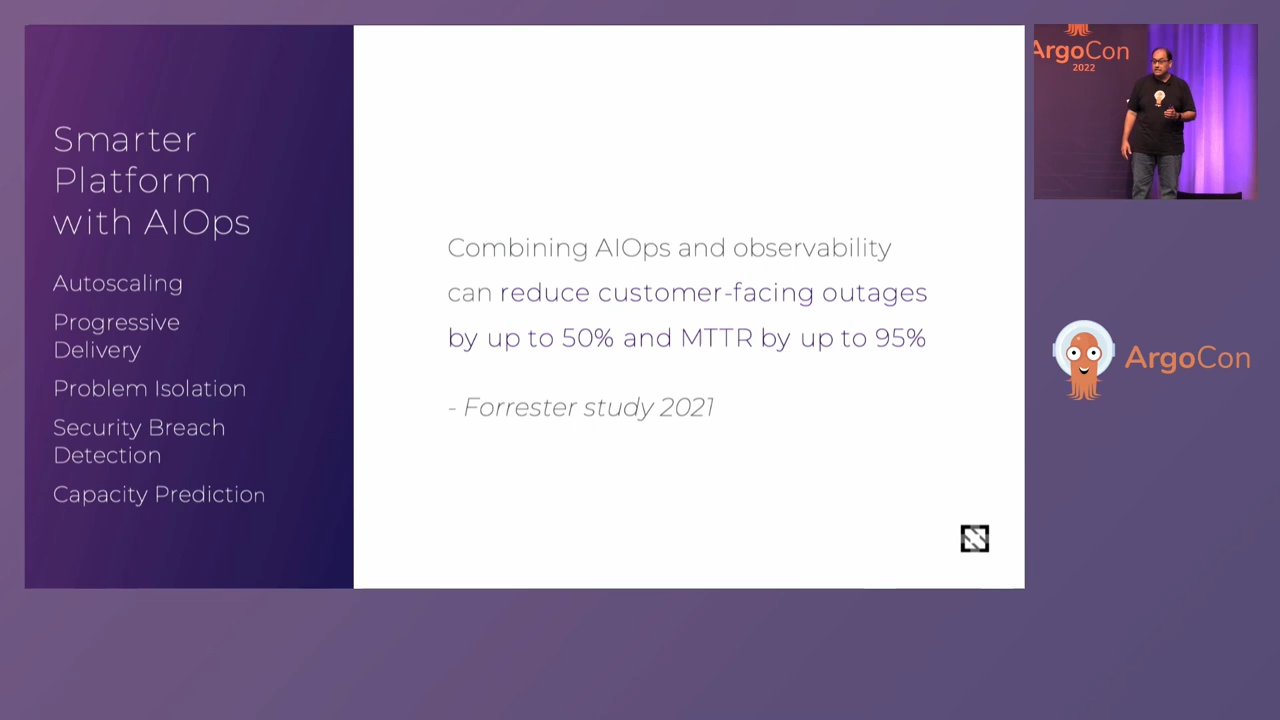 Smarter
Platform
with AIOps
Autoscaling
Progressive
Delivery
Problem Isolation
Security Breach
Detection
Capacity Prediction
Combining AIOps and observability
can reduce customer-facing outages
by up to 50% and MTTR by up to 95%
- Forrester study 2021
ArgoCon
2022
ArgoCon